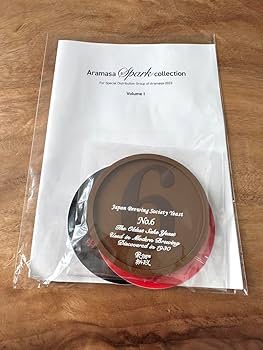 Aramasa Spark collection
For Special Distribution Group of Aramasa 2023
Volume 1
6
Japan Brewing Society Yeast
No.6
The Oldest Sake Yeast
Used in Modern Brewing
Discovered in 1930